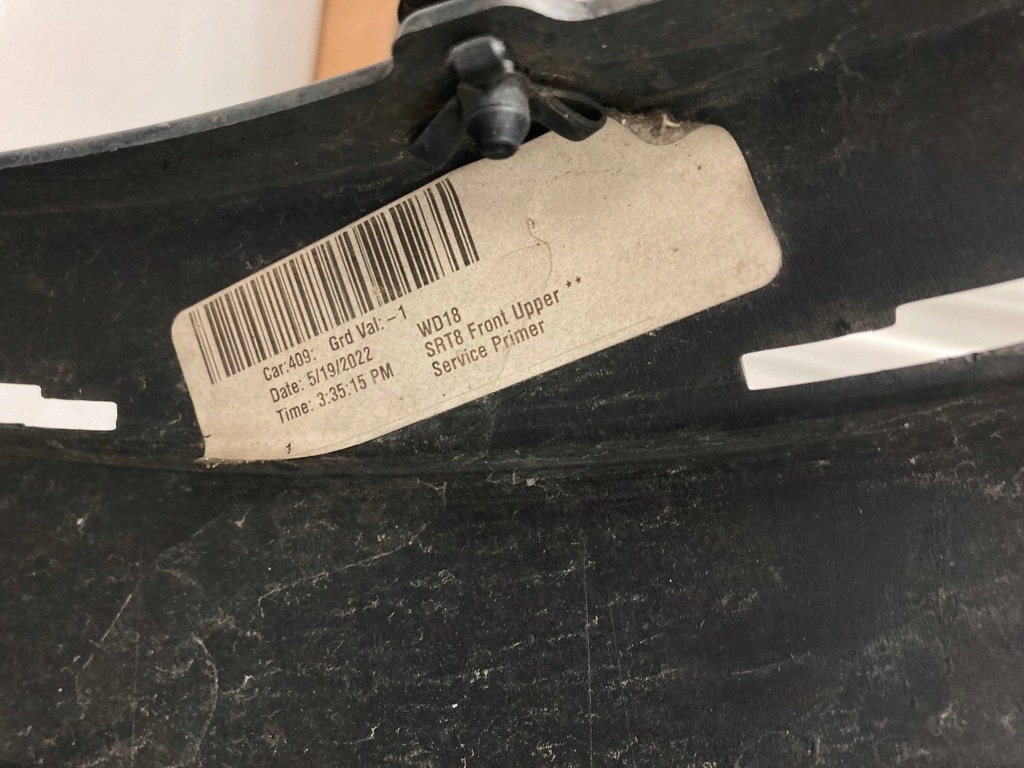 Car:409: Grd Val: -1
Date: 5/19/2022
Time: 3:35:15 PM
WD18
SRT8 Front Upper **
Service Primer